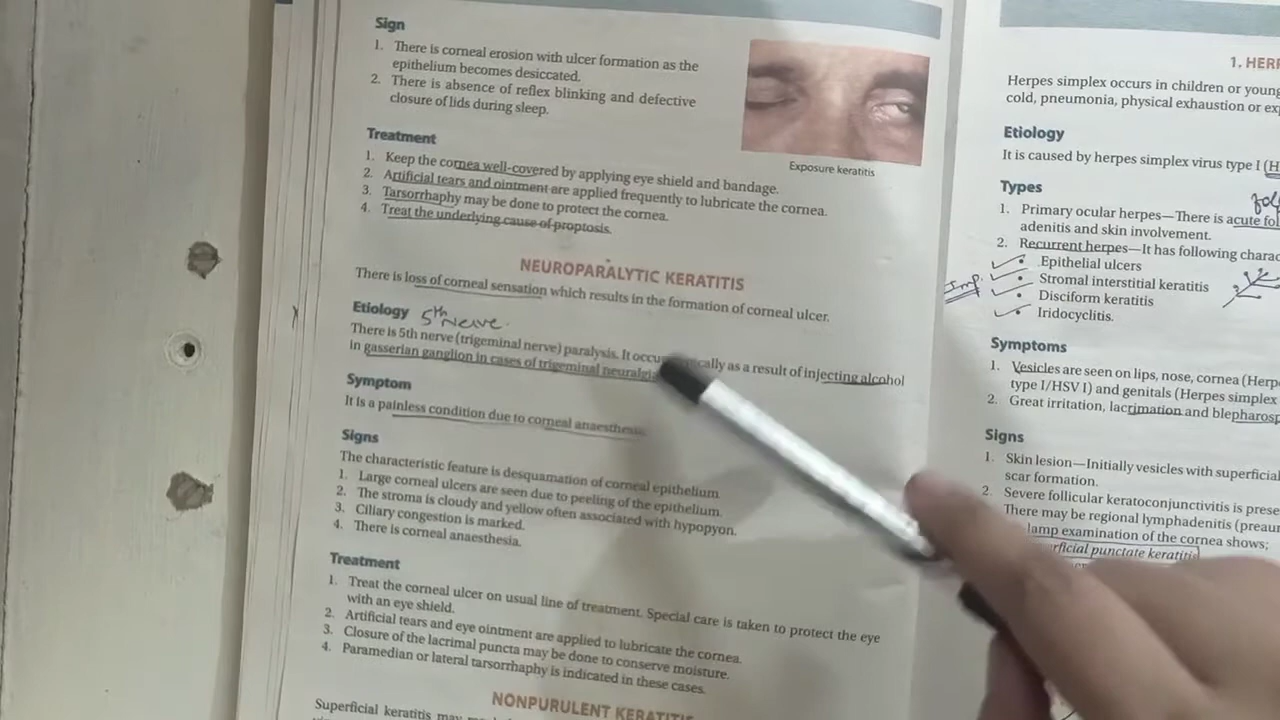 Sign
1. There is corneal erosion with ulcer formation as the
epithelium becomes desiccated.
2. There is absence of reflex blinking and defective
closure of lids during sleep.
Exposure keratitis
Treatment
1. Keep the cornea well-covered by applying eye shield and bandage.
2. Artificial tears and ointment are applied frequently to lubricate the cornea.
3. Tarsorrhaphy may be done to protect the cornea.
4. Treat the underlying cause of proptosis.
NEUROPARALYTIC KERATITIS
There is loss of corneal sensation which results in the formation of corneal ulcer.
Etiology 5th Nerve.
There is 5th nerve (trigeminal nerve) paralysis. It as a result of injecting alcohol
in gasserian ganglion in cases of trigeminal
Symptom
It is a painless condition due to corneal anaesthesia.
Signs
The characteristic feature is desquamation of corneal epithelium.
1. Large corneal ulcers are seen due to peeling of the epithelium.
2. The stroma is cloudy and yellow often associated with hypopyon.
3. Ciliary congestion is marked.
4. There is corneal anaesthesia.
Treatment
1. Treat the corneal ulcer on usual line of treatment. Special care is taken to protect the eye
with an eye shield.
2. Artificial tears and eye ointment are applied to lubricate the cornea.
3. Closure of the lacrimal puncta may be done to conserve moisture.
4. Paramedian or lateral tarsorrhaphy is indicated in these cases.
NONPURULENT KERATITIS
Superficial keratitis may
1. HER
Herpes simplex occurs in children or young
cold, pneumonia, physical exhaustion or
Etiology
It is caused by herpes simplex virus type I (H
Types
1. Primary ocular herpes—There is acute fol
adenitis and skin involvement.
2. Recurrent herpes—It has following charac
Imp.
• Epithelial ulcers
• Stromal interstitial keratitis
• Disciform keratitis
• Iridocyclitis.
Symptoms
1. Vesicles are seen on lips, nose, cornea (Herp
type I/HSV I) and genitals (Herpes simplex
2. Great irritation, lacrimation and blepharosp
Signs
1. Skin lesion—Initially vesicles with superficial
scar formation.
2. Severe follicular keratoconjunctivitis is prese
There may be regional lymphadenitis (preaur
lamp examination of the cornea shows;
rficial punctate keratitis